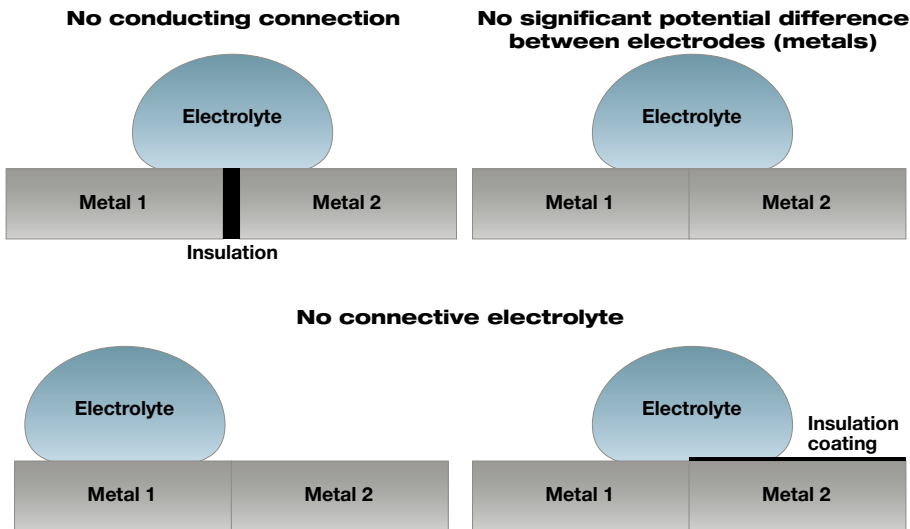 No conducting connection
Electrolyte
Metal 1
Metal 2
Insulation
No significant potential difference
between electrodes (metals)
Electrolyte
Metal 1
Metal 2
No connective electrolyte
Electrolyte
Metal 1
Metal 2
Electrolyte
Insulation
coating
Metal 1
Metal 2